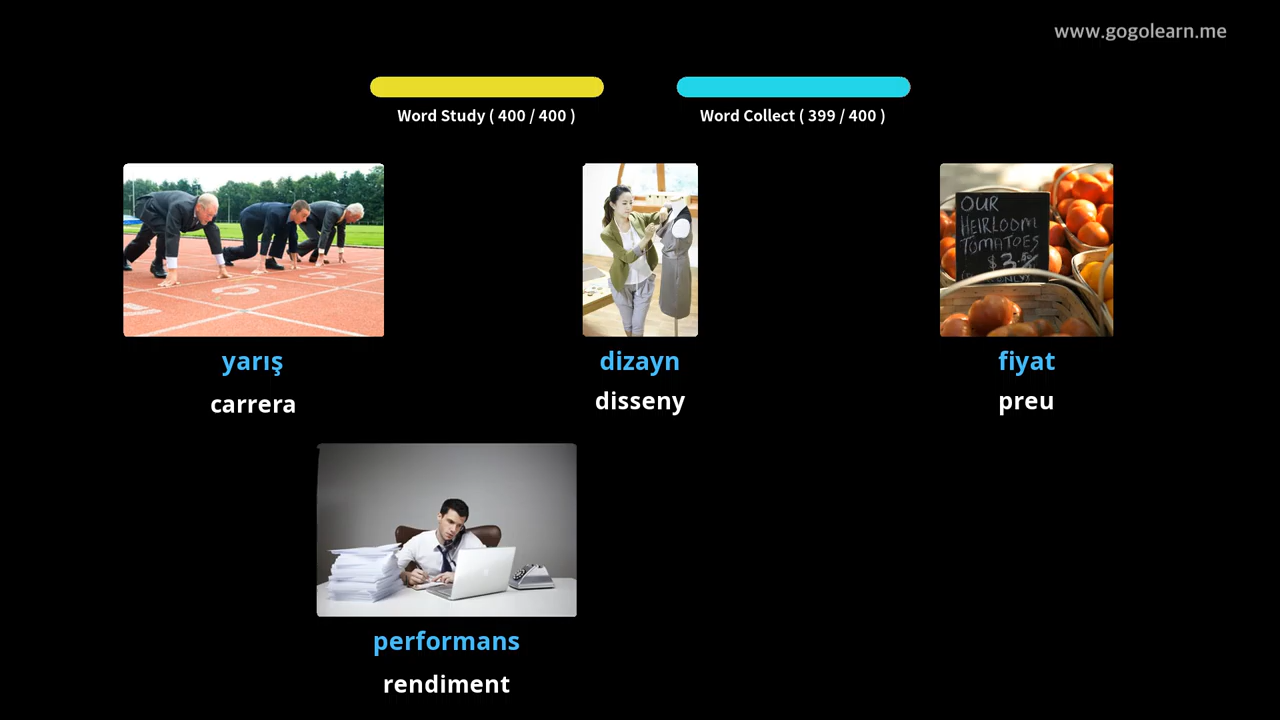 www.gogolearn.me
Word Study ( 400 / 400 )
Word Collect ( 399 / 400 )
OUR
HEIRLOOM
TOMATOES
yarış
dizayn
fiyat
carrera
disseny
preu
performans
rendiment